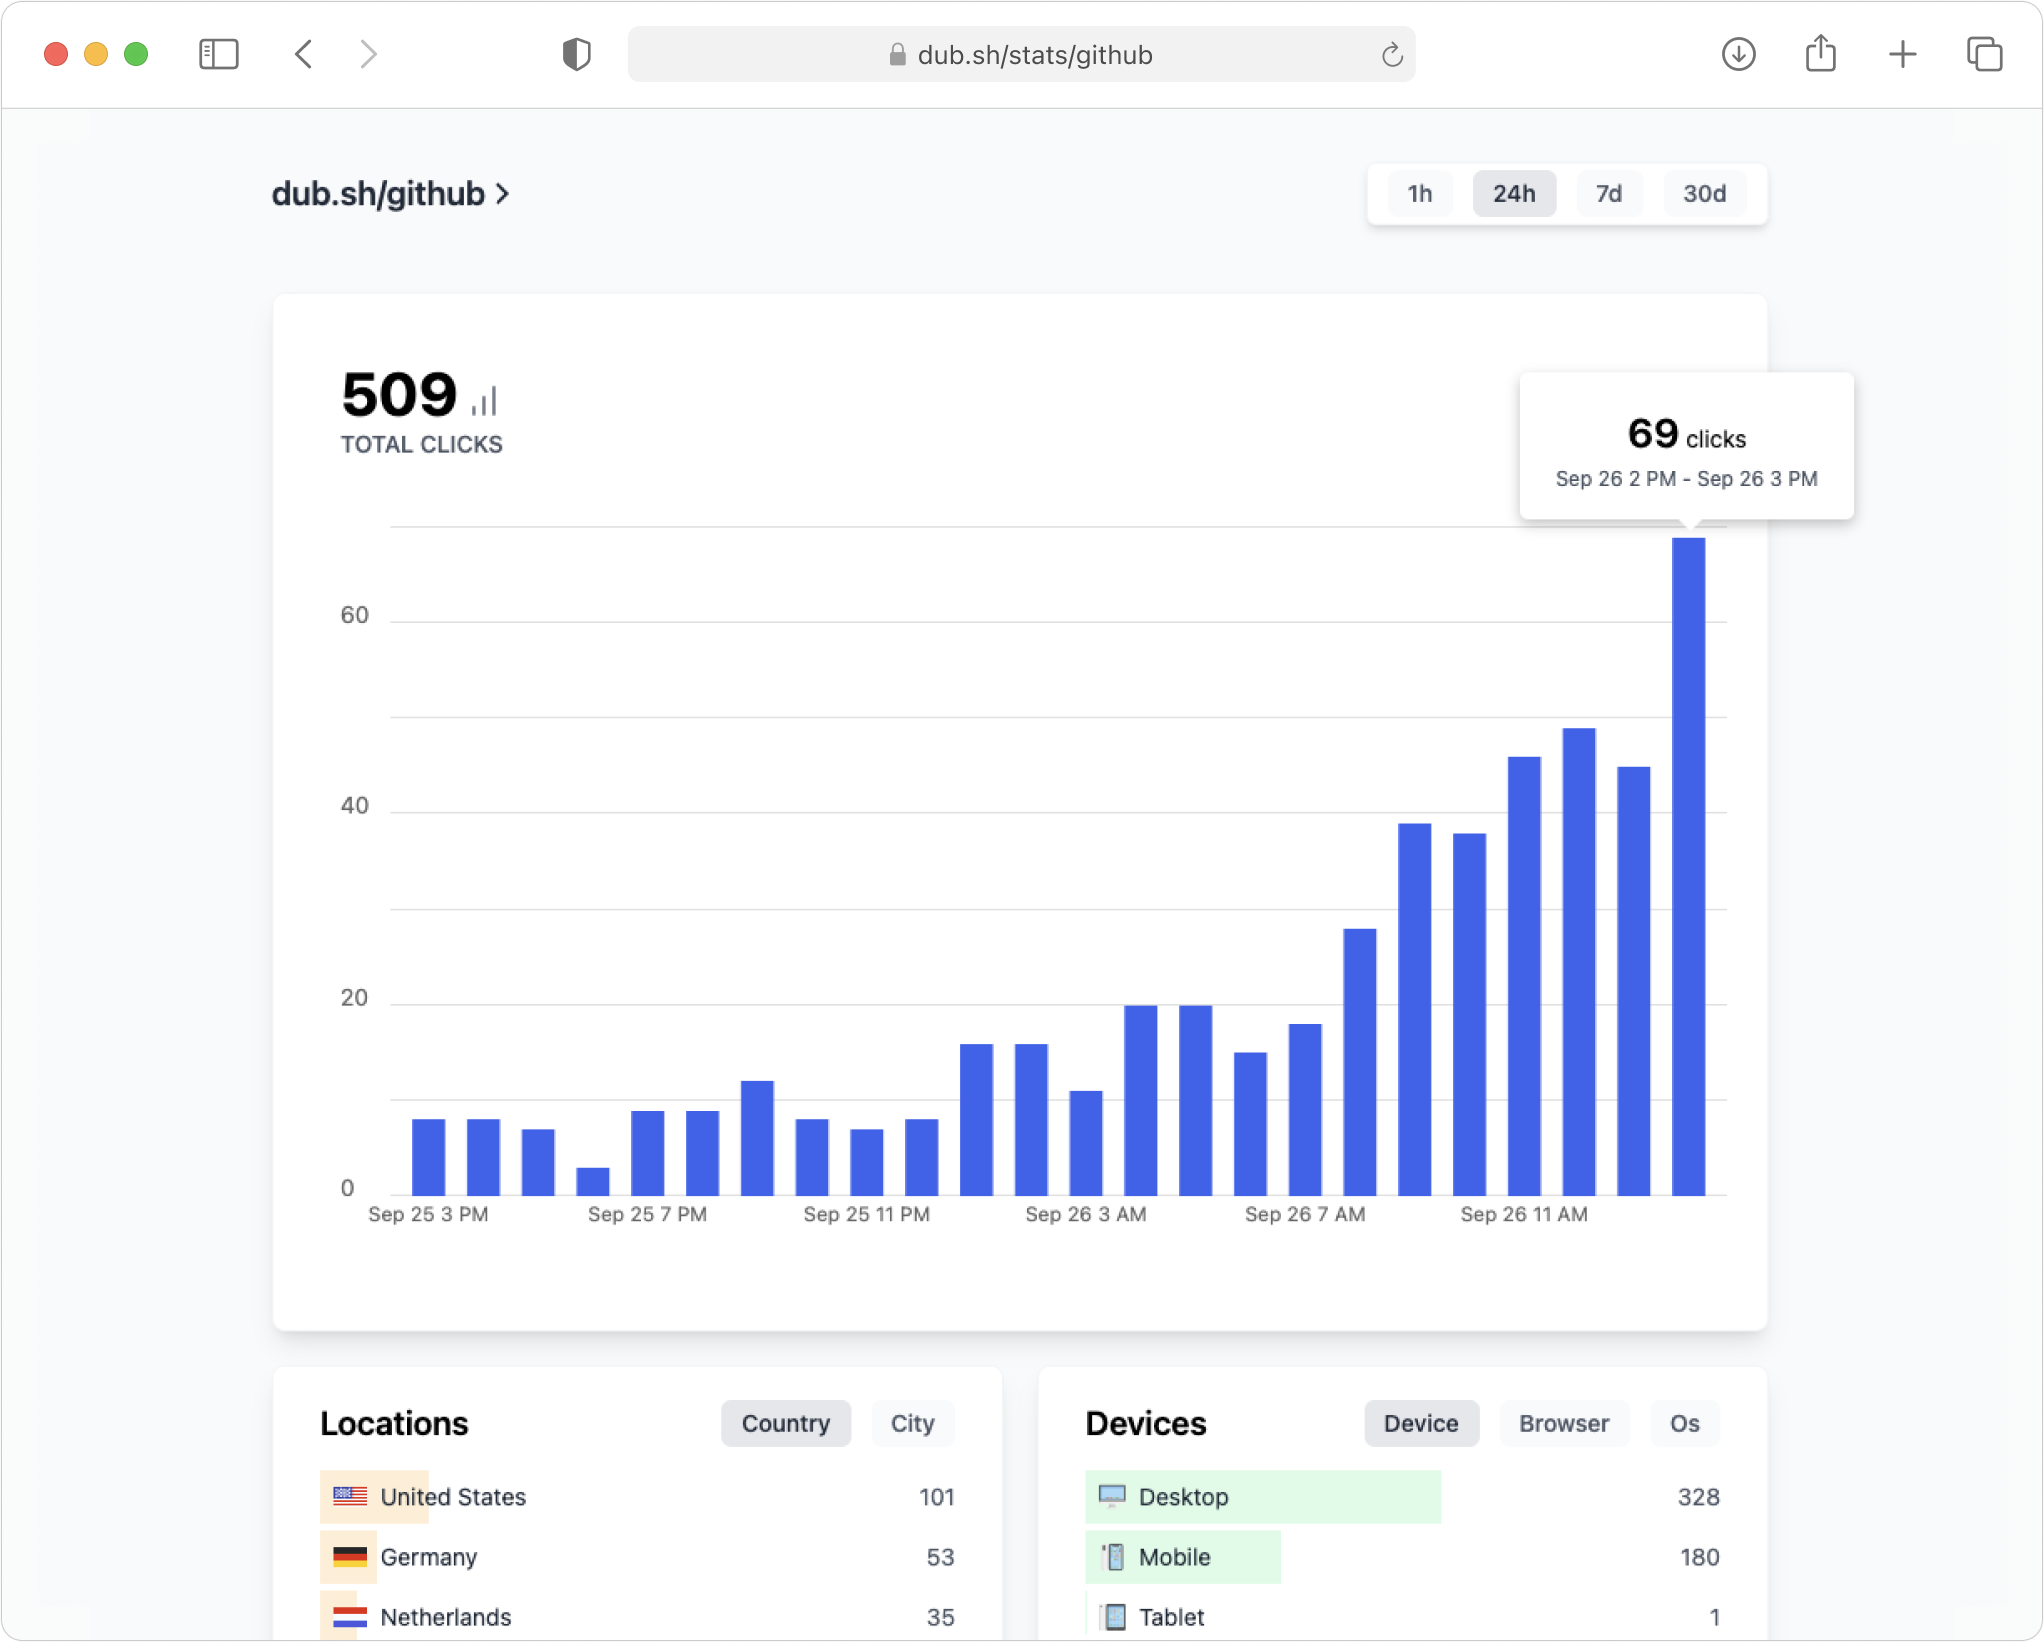 dub.sh/stats/github
dub.sh/github
1h 24h 7d 30d
509
TOTAL CLICKS
69 clicks
Sep 26 2 PM - Sep 26 3 PM
60
40
20
0
Sep 25 3 PM Sep 25 7 PM Sep 25 11 PM Sep 26 3 AM Sep 26 7 AM Sep 26 11 AM
Locations Country City
United States 101
Germany 53
Netherlands 35
Devices Device Browser Os
Desktop 328
Mobile 180
Tablet 1